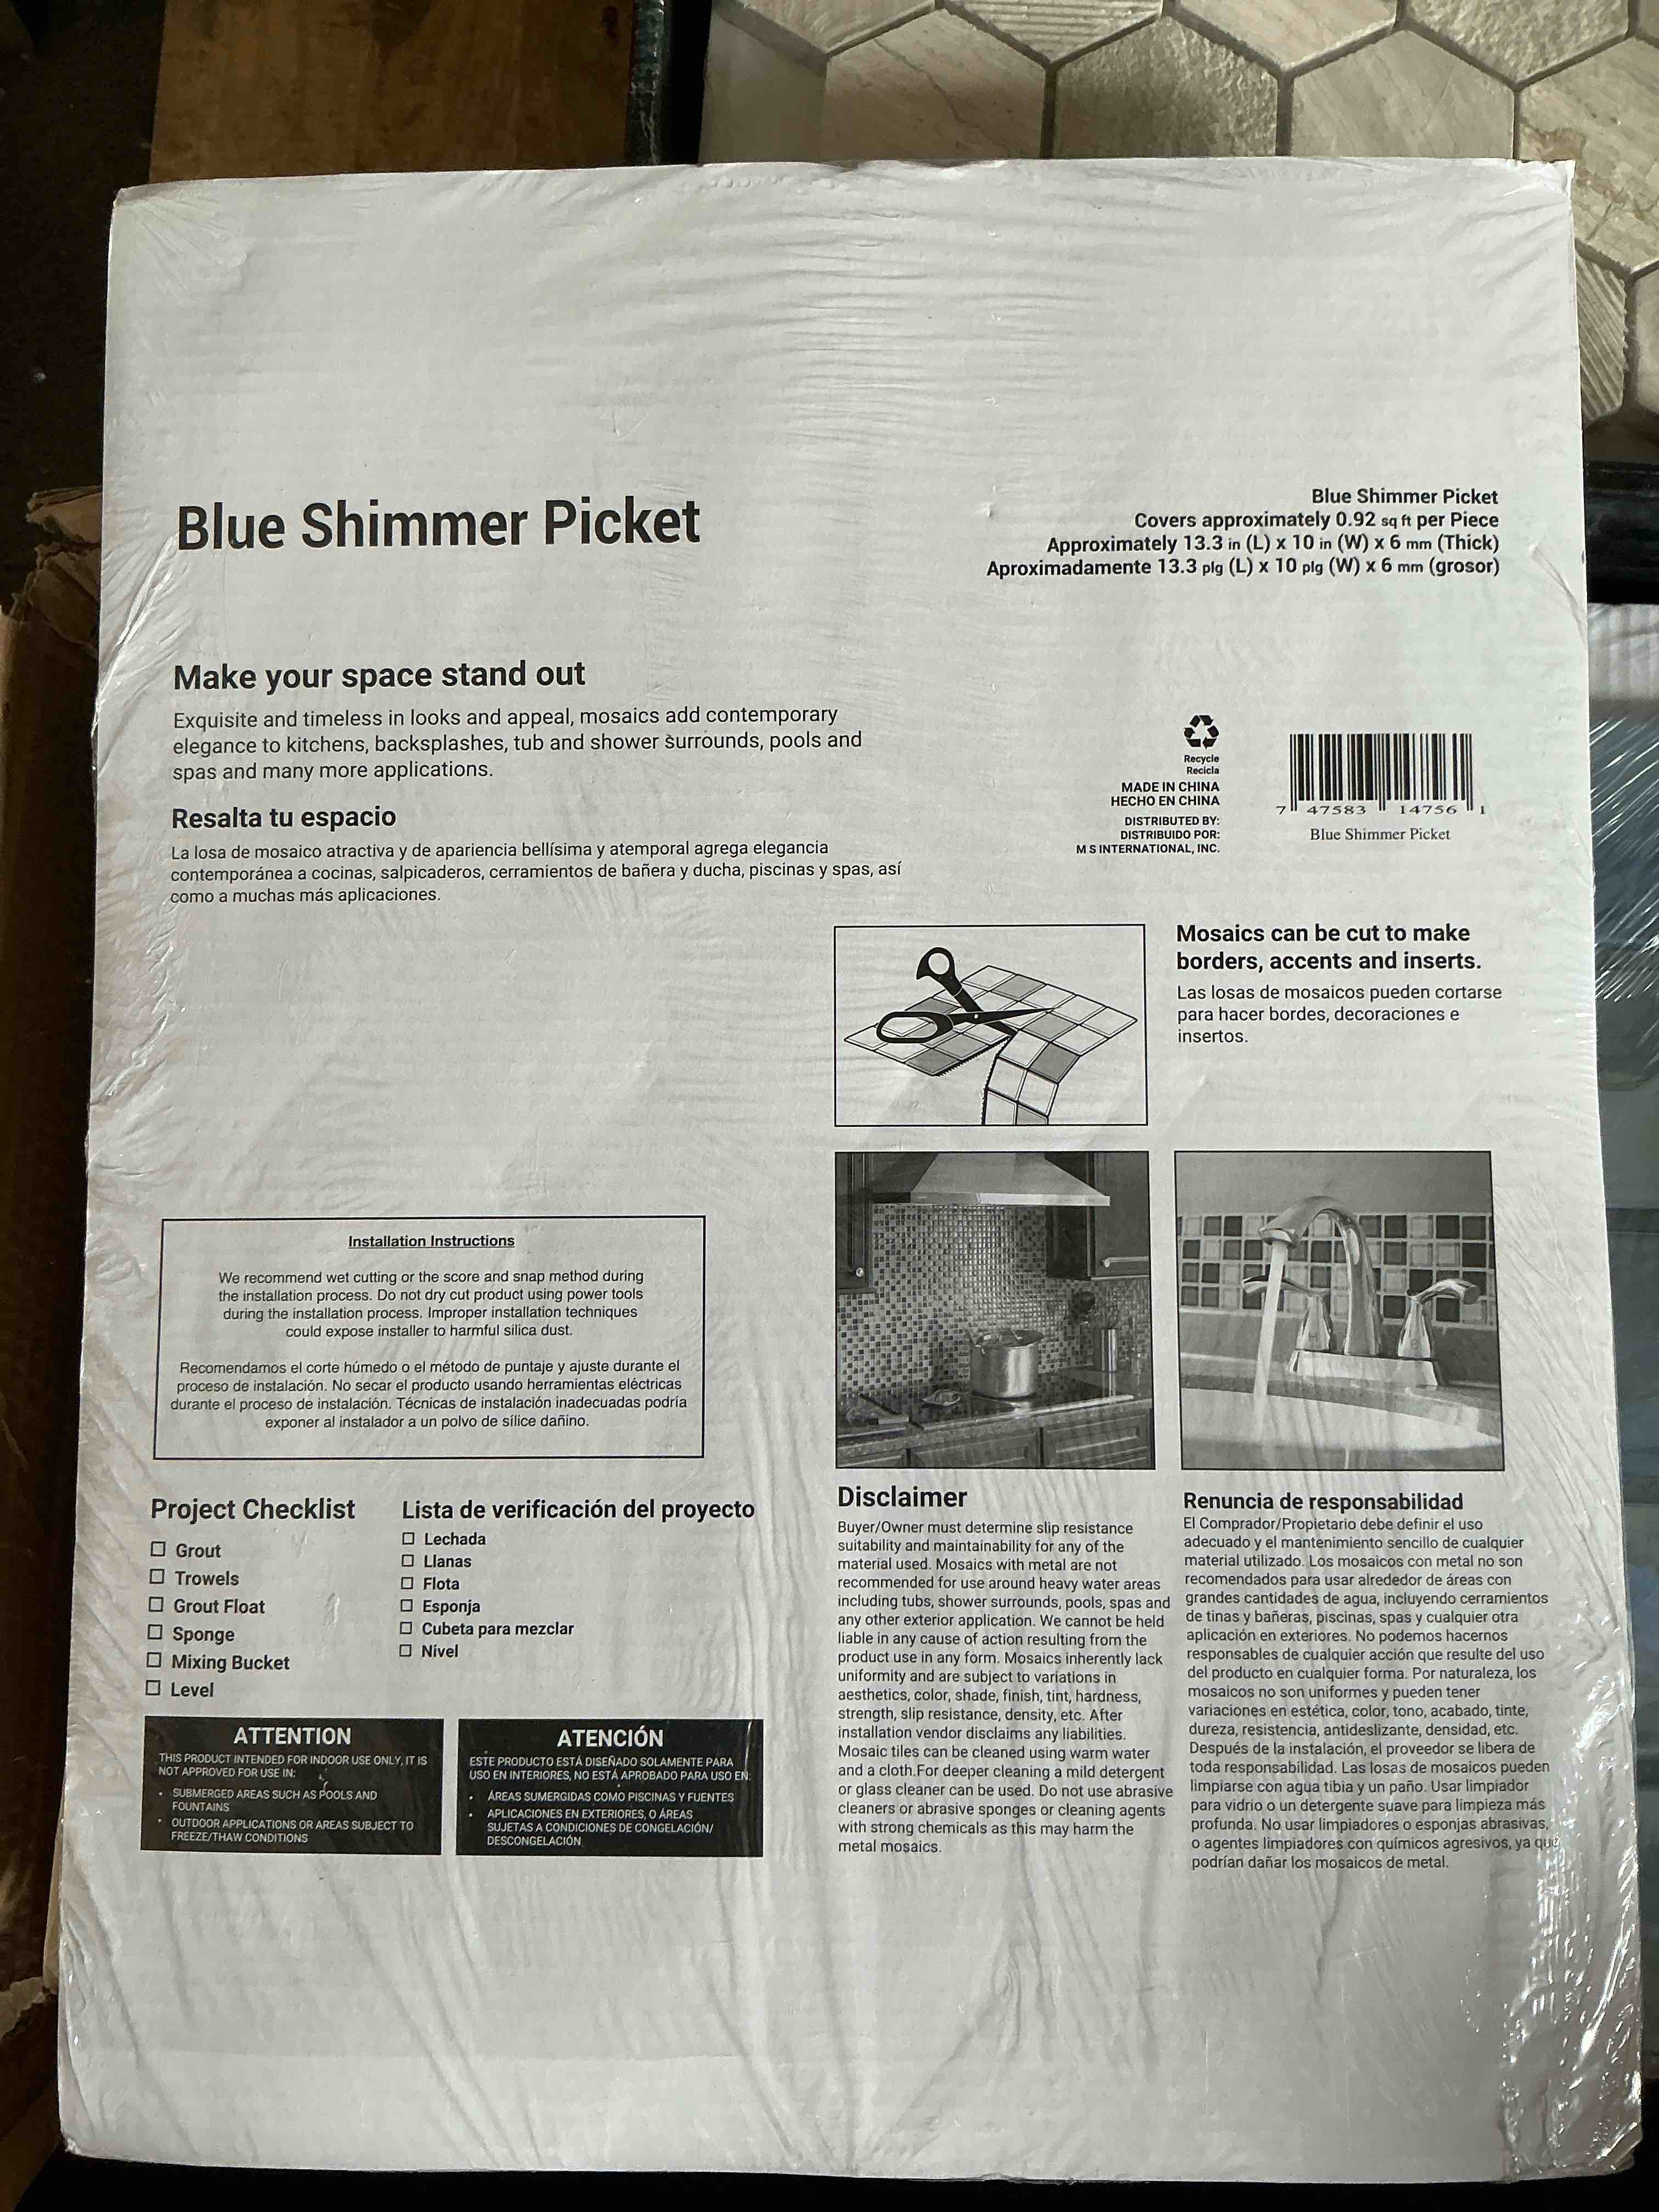 Blue Shimmer Picket
Blue Shimmer Picket
Covers approximately 0.92 sq ft per Piece
Approximately 13.3 in (L) x 10 in (W) x 6 mm (Thick)
Aproximadamente 13.3 plg (L) x 10 plg (W) x 6 mm (grosor)
Make your space stand out
Exquisite and timeless in looks and appeal, mosaics add contemporary
elegance to kitchens, backsplashes, tub and shower surrounds, pools and
spas and many more applications.
Resalta tu espacio
La losa de mosaico atractiva y de apariencia bellísima y atemporal agrega elegancia
contemporánea a cocinas, salpicaderos, cerramientos de bañera y ducha, piscinas y spas, así
como a muchas más aplicaciones.
Recycle
Recicla
MADE IN CHINA
HECHO EN CHINA
DISTRIBUTED BY:
DISTRIBUIDO POR:
M S INTERNATIONAL, INC.
7 47583 14756 1
Blue Shimmer Picket
Mosaics can be cut to make
borders, accents and inserts.
Las losas de mosaicos pueden cortarse
para hacer bordes, decoraciones e
insertos.
Installation Instructions
We recommend wet cutting or the score and snap method during
the installation process. Do not dry cut product using power tools
during the installation process. Improper installation techniques
could expose installer to harmful silica dust.
Recomendamos el corte húmedo o el método de puntaje y ajuste durante el
proceso de instalación. No secar el producto usando herramientas eléctricas
durante el proceso de instalación. Técnicas de instalación inadecuadas podría
exponer al instalador a un polvo de sílice dañino.
Project Checklist
Grout
Trowels
Grout Float
Sponge
Mixing Bucket
Level
Lista de verificación del proyecto
Lechada
Llanas
Flota
Esponja
Cubeta para mezclar
Nivel
ATTENTION
THIS PRODUCT INTENDED FOR INDOOR USE ONLY, IT IS
NOT APPROVED FOR USE IN:
• SUBMERGED AREAS SUCH AS POOLS AND
FOUNTAINS
• OUTDOOR APPLICATIONS OR AREAS SUBJECT TO
FREEZE/THAW CONDITIONS
ATENCIÓN
ESTE PRODUCTO ESTÁ DISEÑADO SOLAMENTE PARA
USO EN INTERIORES, NO ESTÁ APROBADO PARA USO EN:
• ÁREAS SUMERGIDAS COMO PISCINAS Y FUENTES
• APLICACIONES EN EXTERIORES, O ÁREAS
SUJETAS A CONDICIONES DE CONGELACIÓN/
DESCONGELACIÓN
Disclaimer
Buyer/Owner must determine slip resistance
suitability and maintainability for any of the
material used. Mosaics with metal are not
recommended for use around heavy water areas
including tubs, shower surrounds, pools, spas and
any other exterior application. We cannot be held
liable in any cause of action resulting from the
product use in any form. Mosaics inherently lack
uniformity and are subject to variations in
aesthetics, color, shade, finish, tint, hardness,
strength, slip resistance, density, etc. After
installation vendor disclaims any liabilities.
Mosaic tiles can be cleaned using warm water
and a cloth.For deeper cleaning a mild detergent
or glass cleaner can be used. Do not use abrasive
cleaners or abrasive sponges or cleaning agents
with strong chemicals as this may harm the
metal mosaics.
Renuncia de responsabilidad
El Comprador/Propietario debe definir el uso
adecuado y el mantenimiento sencillo de cualquier
material utilizado. Los mosaicos con metal no son
recomendados para usar alrededor de áreas con
grandes cantidades de agua, incluyendo cerramientos
de tinas y bañeras, piscinas, spas y cualquier otra
aplicación en exteriores. No podemos hacernos
responsables de cualquier acción que resulte del uso
del producto en cualquier forma. Por naturaleza, los
mosaicos no son uniformes y pueden tener
variaciones en estética, color, tono, acabado, tinte,
dureza, resistencia, antideslizante, densidad, etc.
Después de la instalación, el proveedor se libera de
toda responsabilidad. Las losas de mosaicos pueden
limpiarse con agua tibia y un paño. Usar limpiador
para vidrio o un detergente suave para limpieza más
profunda. No usar limpiadores o esponjas abrasivas,
o agentes limpiadores con químicos agresivos, ya que
podrían dañar los mosaicos de metal.